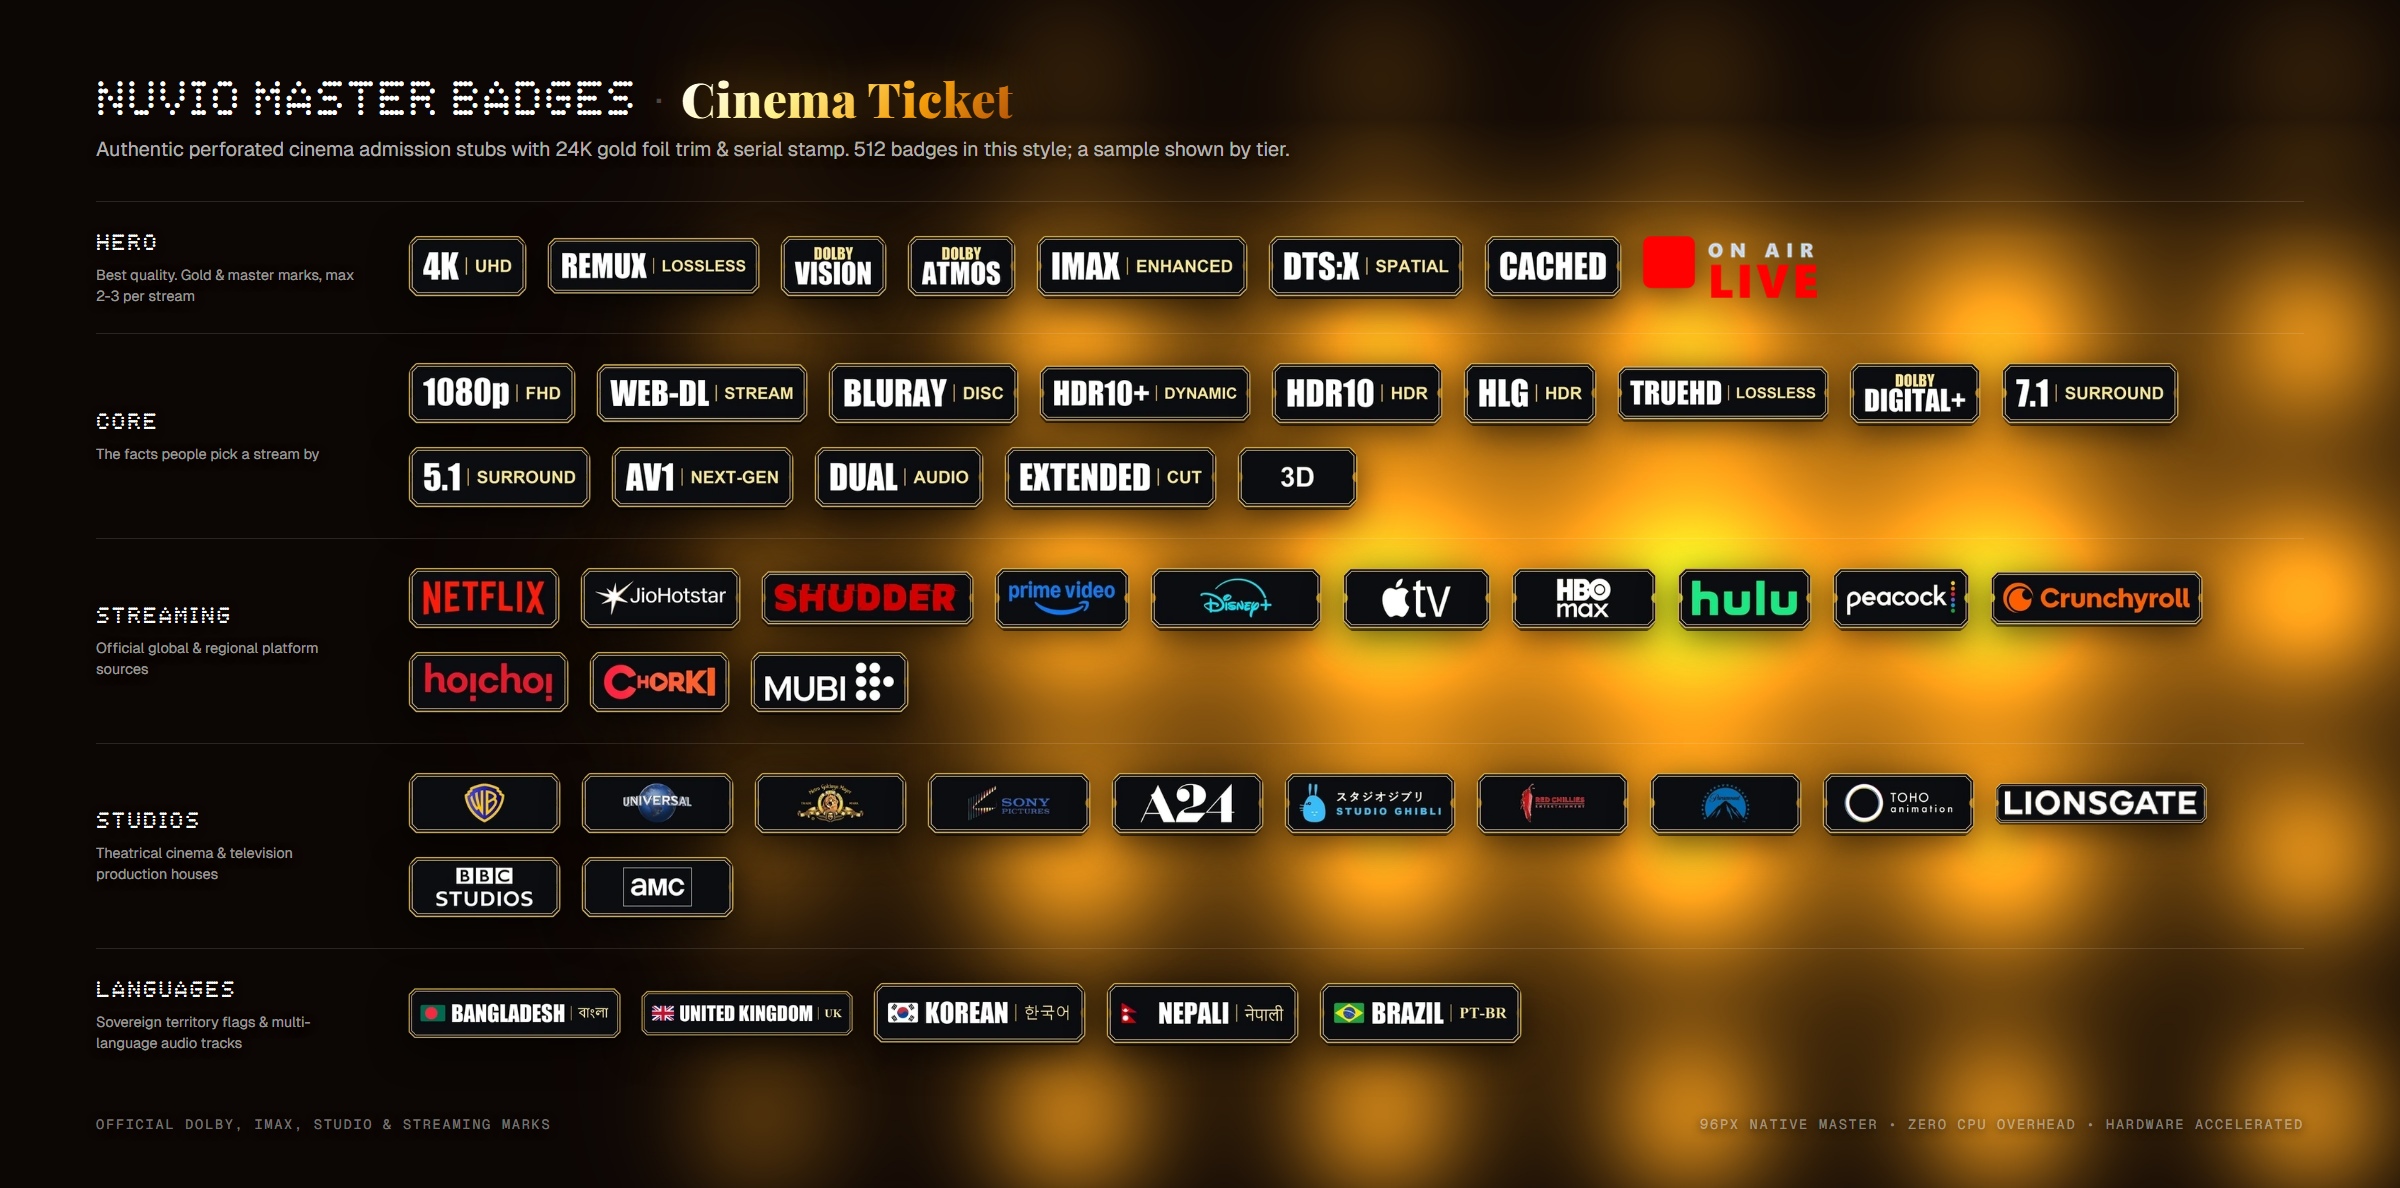 NUVIO MASTER BADGES · Cinema Ticket
Authentic perforated cinema admission stubs with 24K gold foil trim & serial stamp. 512 badges in this style; a sample shown by tier.
HERO
Best quality. Gold & master marks, max
2-3 per stream
4K | UHD
REMUX | LOSSLESS
DOLBY
VISION
DOLBY
ATMOS
IMAX | ENHANCED
DTS:X | SPATIAL
CACHED
ON AIR
LIVE
CORE
The facts people pick a stream by
1080p | FHD
WEB-DL | STREAM
BLURAY | DISC
HDR10+ | DYNAMIC
HDR10 | HDR
HLG | HDR
TRUEHD | LOSSLESS
DOLBY
DIGITAL+
7.1 | SURROUND
5.1 | SURROUND
AV1 | NEXT-GEN
DUAL | AUDIO
EXTENDED | CUT
3D
STREAMING
Official global & regional platform
sources
NETFLIX
JioHotstar
SHUDDER
prime video
Disney+
tv
HBO
max
hulu
peacock
Crunchyroll
hoichoi
CHORKI
MUBI
STUDIOS
Theatrical cinema & television
production houses
WB
UNIVERSAL
SONY
PICTURES
A24
スタジオジブリ
STUDIO GHIBLI
RED CHILLIES
ENTERTAINMENT
TOHO
animation
LIONSGATE
BBC
STUDIOS
aMC
LANGUAGES
Sovereign territory flags & multi-
language audio tracks
BANGLADESH | বাংলা
UNITED KINGDOM | UK
KOREAN | 한국어
NEPALI | नेपाली
BRAZIL | PT-BR
OFFICIAL DOLBY, IMAX, STUDIO & STREAMING MARKS
96PX NATIVE MASTER • ZERO CPU OVERHEAD • HARDWARE ACCELERATED